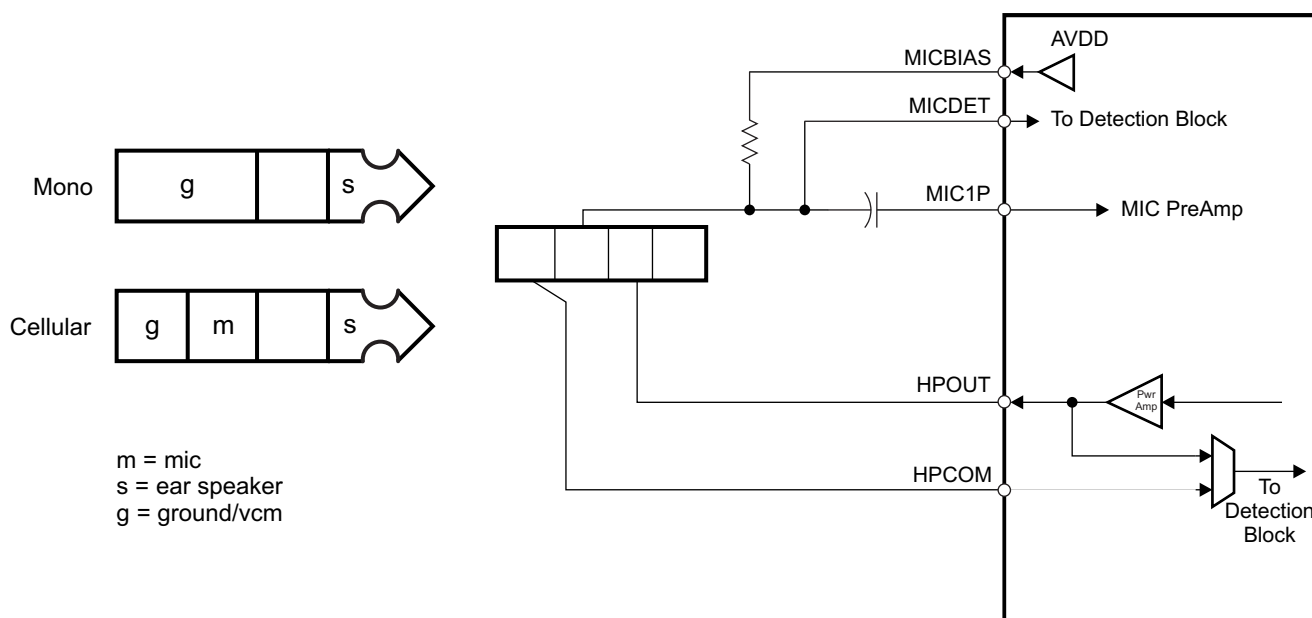 AVDD
MICBIAS
MICDET
To Detection Block
Mono
g
s
MIC1P
MIC PreAmp
Cellular
g
m
s
HPOUT
Pwr
Amp
m = mic
s = ear speaker
g = ground/vcm
HPCOM
To
Detection
Block